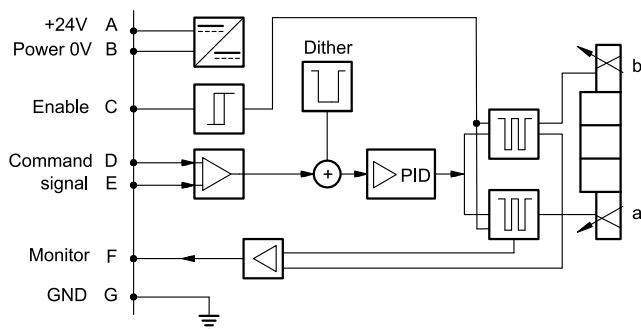 +24V A
Power 0V B
Dither
b
Enable C
Command D
signal E
PID
a
Monitor F
GND G